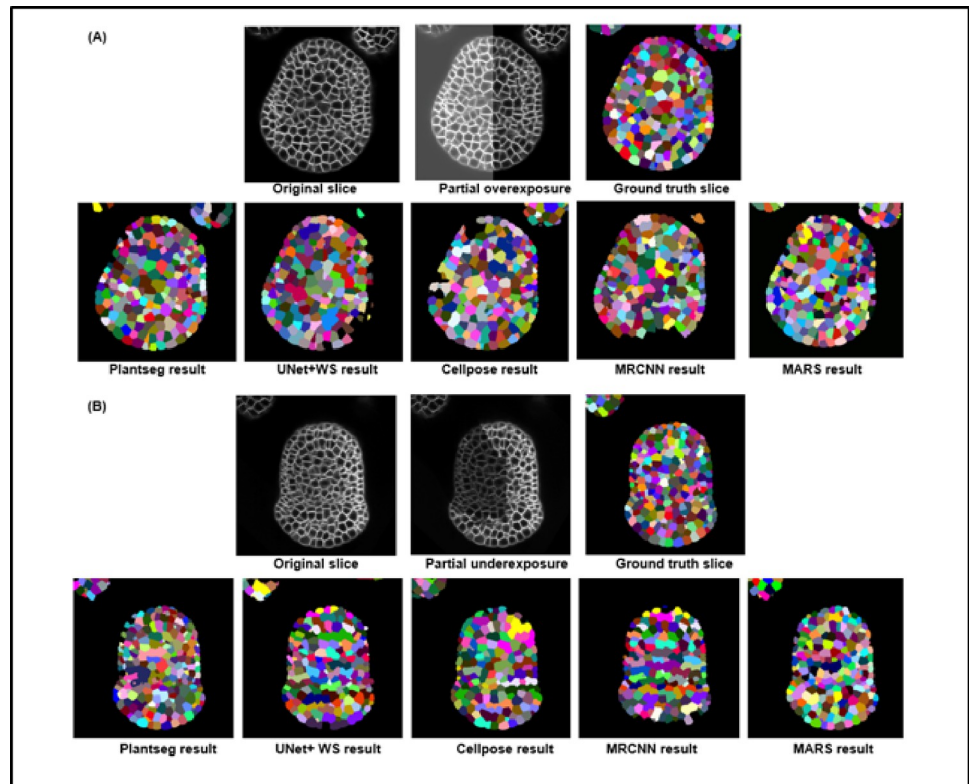 (A)
Original slice
Partial overexposure
Ground truth slice
Plantseg result
UNet+WS result
Cellpose result
MRCNN result
MARS result
(B)
Original slice
Partial underexposure
Ground truth slice
Plantseg result
UNet+ WS result
Cellpose result
MRCNN result
MARS result